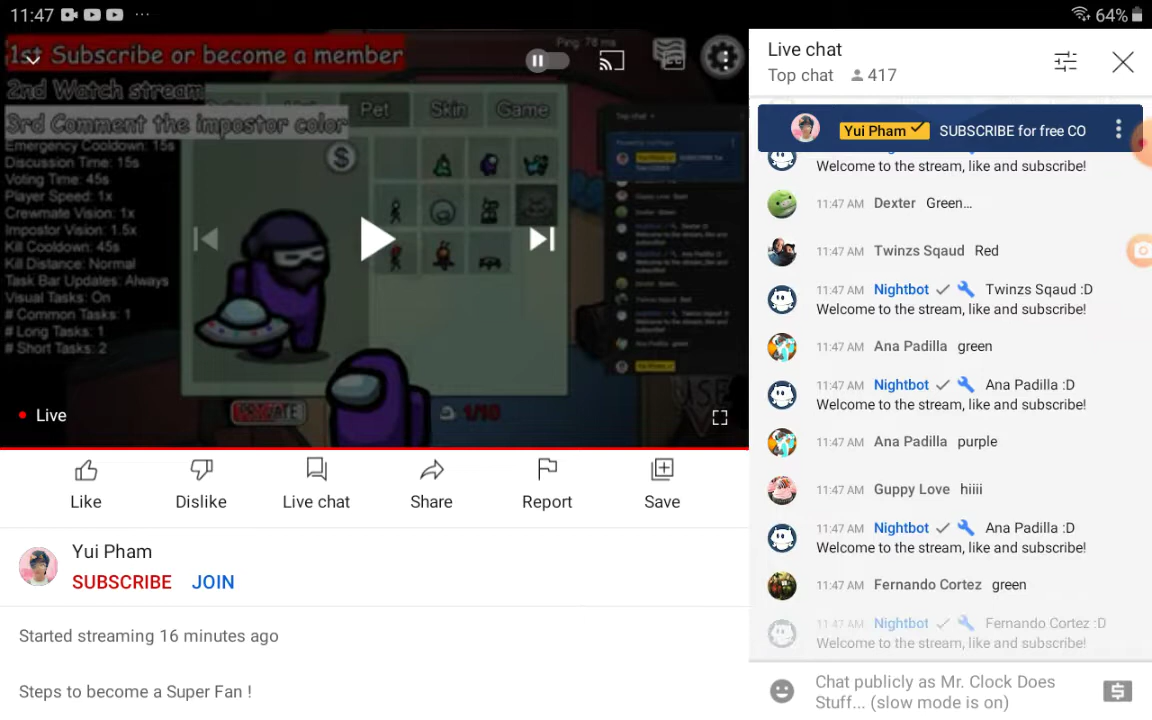 11:47
64%
1st Subscribe or become a member
Ping: 78 ms
2nd Watch stream
Pet
Skin
Game
3rd Comment the impostor color
Emergency Cooldown: 15s
Discussion Time: 15s
Voting Time: 45s
Player Speed: 1x
Crewmate Vision: 1x
Impostor Vision: 1.5x
Kill Cooldown: 45s
Kill Distance: Normal
Task Bar Updates: Always
Visual Tasks: On
# Common Tasks: 1
# Long Tasks: 1
# Short Tasks: 2
PRIVATE
1/10
USE
Live
Like
Dislike
Live chat
Share
Report
Save
Yui Pham
SUBSCRIBE JOIN
Started streaming 16 minutes ago
Steps to become a Super Fan !
Live chat
Top chat 417
Yui Pham SUBSCRIBE for free CO
Welcome to the stream, like and subscribe!
11:47 AM Dexter Green...
11:47 AM Twinzs Sqaud Red
11:47 AM Nightbot Twinzs Sqaud :D
Welcome to the stream, like and subscribe!
11:47 AM Ana Padilla green
11:47 AM Nightbot Ana Padilla :D
Welcome to the stream, like and subscribe!
11:47 AM Ana Padilla purple
11:47 AM Guppy Love hiiii
11:47 AM Nightbot Ana Padilla :D
Welcome to the stream, like and subscribe!
11:47 AM Fernando Cortez green
11:47 AM Nightbot Fernando Cortez :D
Welcome to the stream, like and subscribe!
Chat publicly as Mr. Clock Does
Stuff... (slow mode is on)